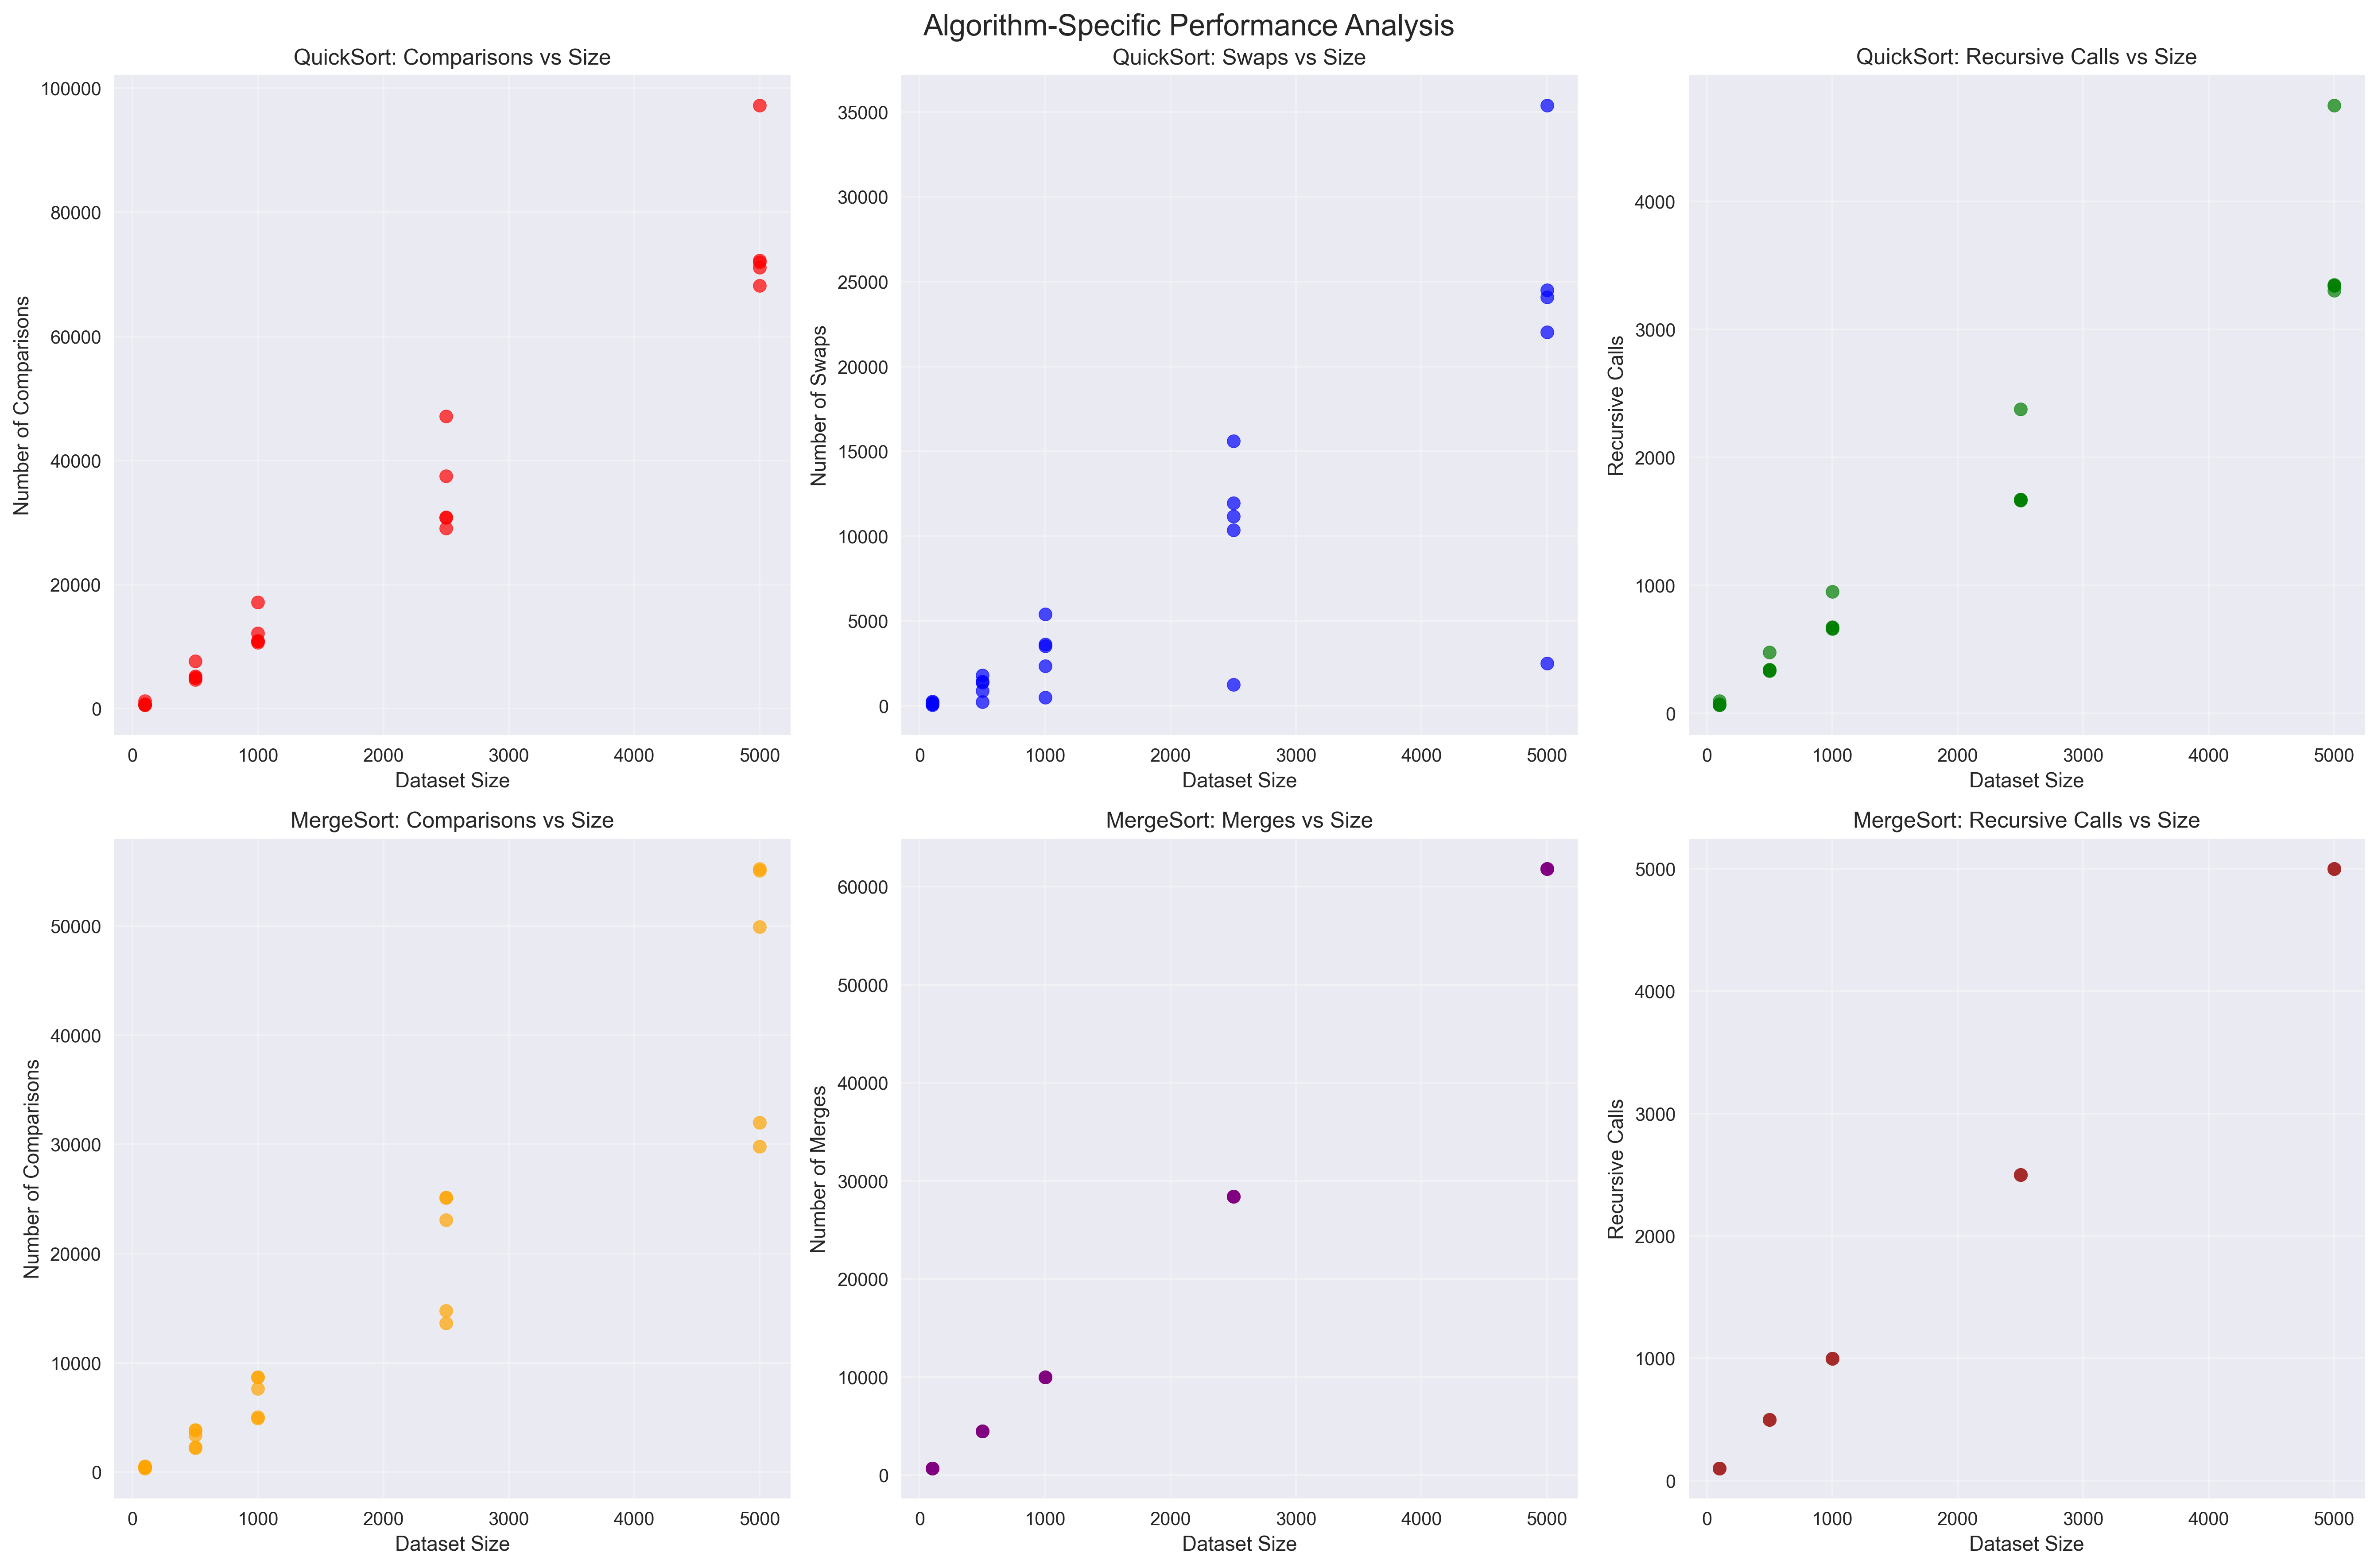 Algorithm-Specific Performance Analysis
QuickSort: Comparisons vs Size
Number of Comparisons
100000
80000
60000
40000
20000
0
0 1000 2000 3000 4000 5000
Dataset Size
QuickSort: Swaps vs Size
Number of Swaps
35000
30000
25000
20000
15000
10000
5000
0
0 1000 2000 3000 4000 5000
Dataset Size
QuickSort: Recursive Calls vs Size
Recursive Calls
4000
3000
2000
1000
0
0 1000 2000 3000 4000 5000
Dataset Size
MergeSort: Comparisons vs Size
Number of Comparisons
50000
40000
30000
20000
10000
0
0 1000 2000 3000 4000 5000
Dataset Size
MergeSort: Merges vs Size
Number of Merges
60000
50000
40000
30000
20000
10000
0
0 1000 2000 3000 4000 5000
Dataset Size
MergeSort: Recursive Calls vs Size
Recursive Calls
5000
4000
3000
2000
1000
0
0 1000 2000 3000 4000 5000
Dataset Size